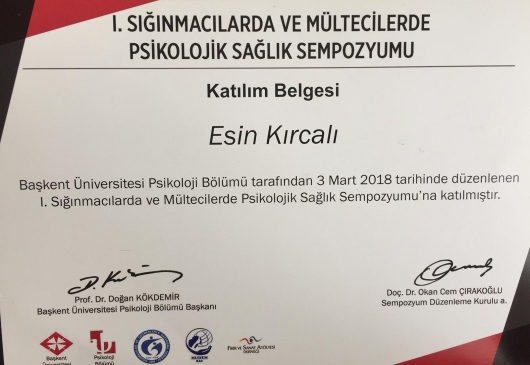 I. SIĞINMACILARDA VE MÜLTECİLERDE
PSİKOLOJİK SAĞLIK SEMPOZYUMU
Katılım Belgesi
Esin Kırcalı
Başkent Üniversitesi Psikoloji Bölümü tarafından 3 Mart 2018 tarihinde düzenlenen
I. Sığınmacılarda ve Mültecilerde Psikolojik Sağlık Sempozyumu'na katılmıştır.
Prof. Dr. Doğan KÖKDEMİR
Başkent Üniversitesi Psikoloji Bölümü Başkanı
Doç. Dr. Okan Cem ÇIRAKOĞLU
Sempozyum Düzenleme Kurulu a.
Başkent
Üniversitesi
Psikoloji
Bölümü